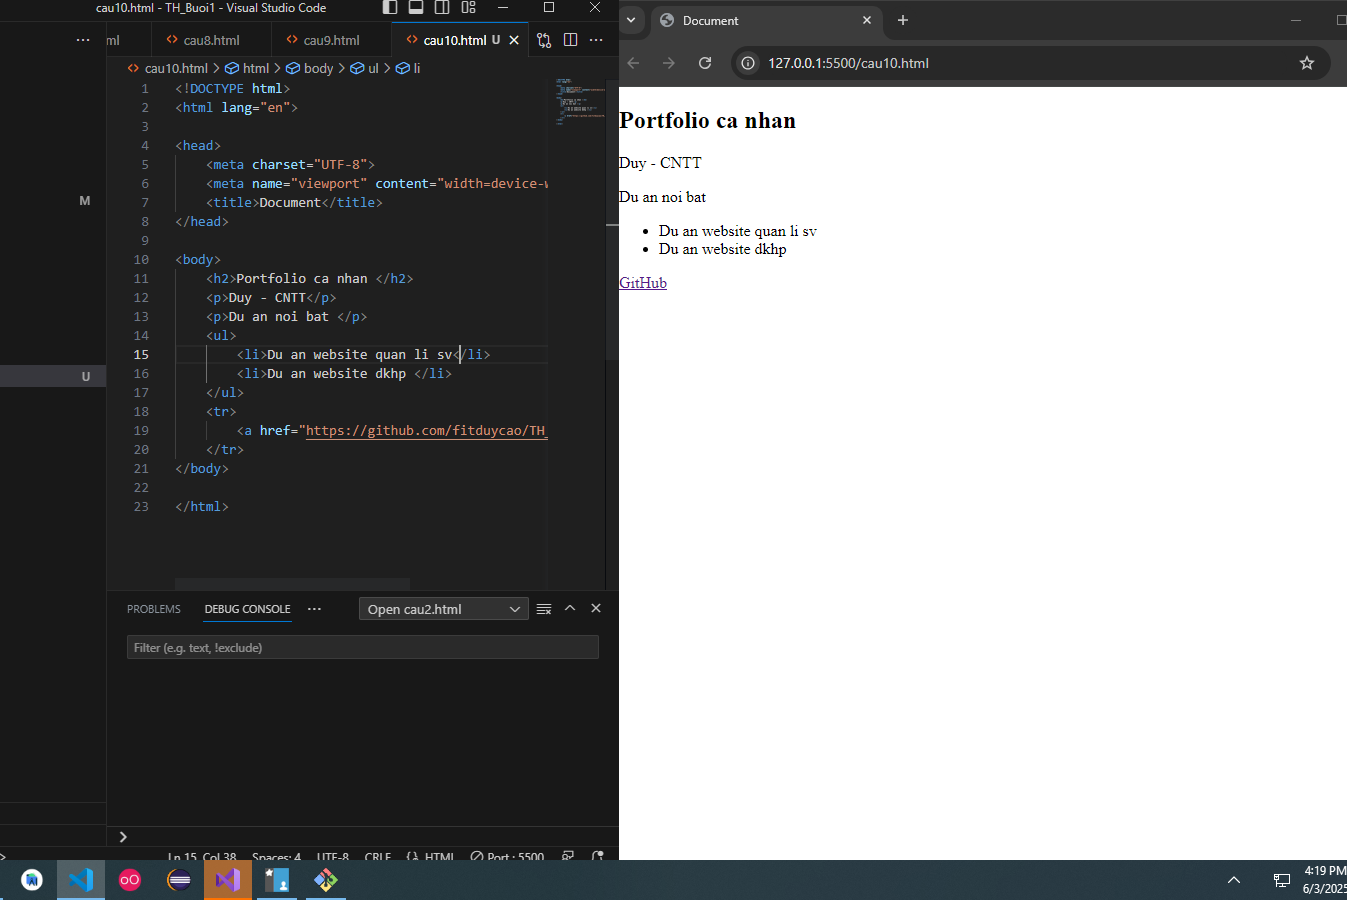 cau10.html - TH_Buoi1 - Visual Studio Code
ml
cau8.html
cau9.html
cau10.html U
cau10.html > html > body > ul > li
M
U
1 <!DOCTYPE html>
2 <html lang="en">
3
4 <head>
5 <meta charset="UTF-8">
6 <meta name="viewport" content="width=device-w
7 <title>Document</title>
8 </head>
9
10 <body>
11 <h2>Portfolio ca nhan </h2>
12 <p>Duy - CNTT</p>
13 <p>Du an noi bat </p>
14 <ul>
15 <li>Du an website quan li sv</li>
16 <li>Du an website dkhp </li>
17 </ul>
18 <tr>
19 <a href="https://github.com/fitduycao/TH_
20 </tr>
21 </body>
22
23 </html>
PROBLEMS
DEBUG CONSOLE
Open cau2.html
Filter (e.g. text, !exclude)
Ln 15, Col 38
Spaces: 4
UTF-8
CRLF
{} HTML
Port : 5500
Document
127.0.0.1:5500/cau10.html
Portfolio ca nhan
Duy - CNTT
Du an noi bat
• Du an website quan li sv
• Du an website dkhp
GitHub
4:19 PM
6/3/2025